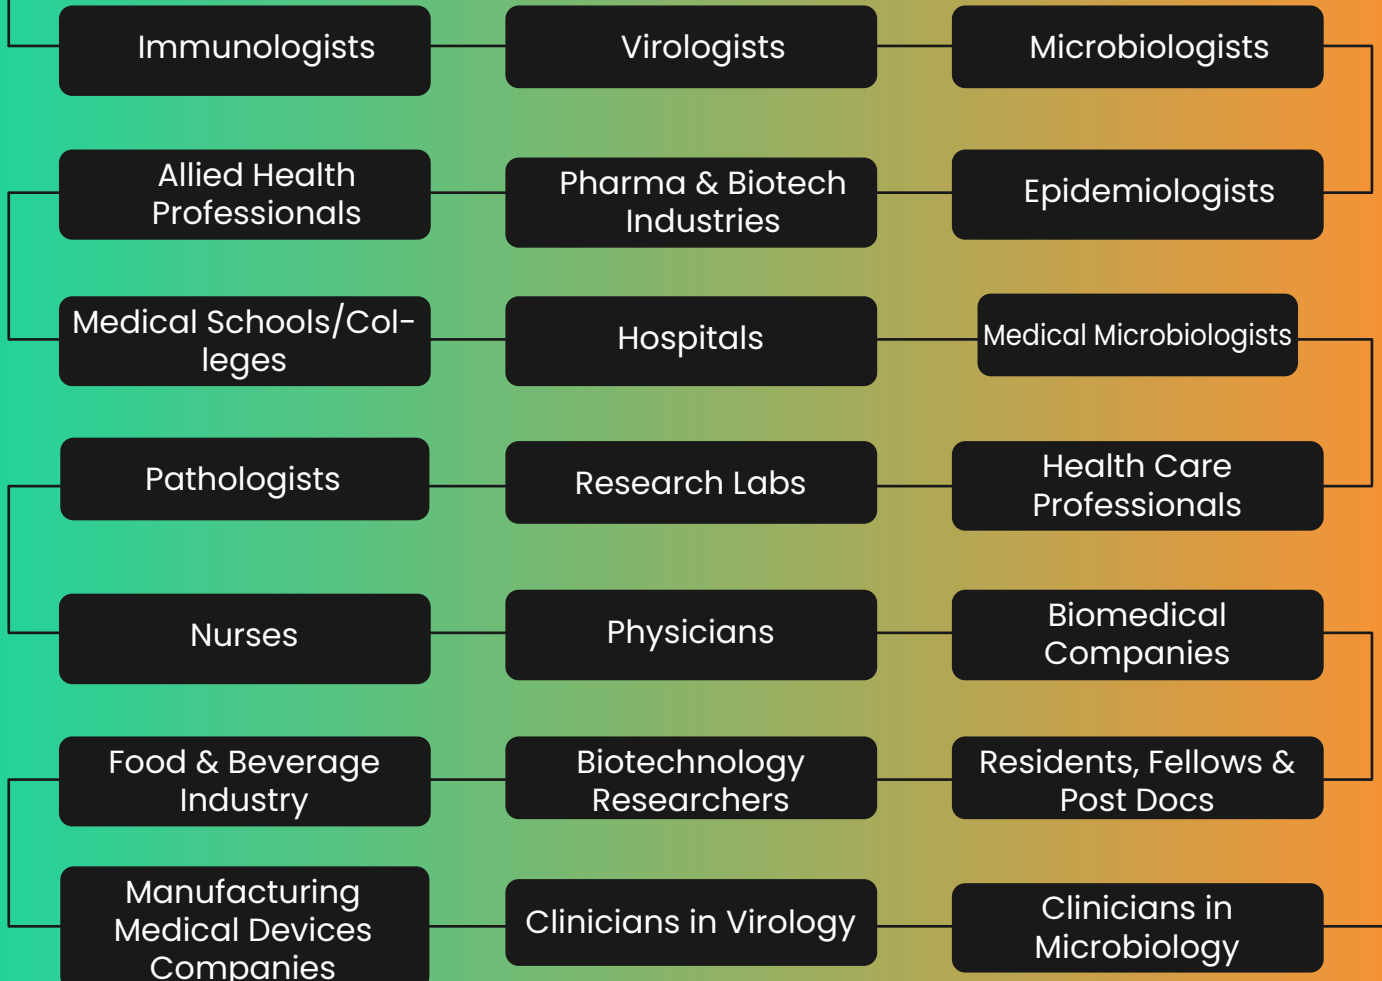 Immunologists
Virologists
Microbiologists
Allied Health
Professionals
Pharma & Biotech
Industries
Epidemiologists
Medical Schools/Col-
leges
Hospitals
Medical Microbiologists
Pathologists
Research Labs
Health Care
Professionals
Nurses
Physicians
Biomedical
Companies
Food & Beverage
Industry
Biotechnology
Researchers
Residents, Fellows &
Post Docs
Manufacturing
Medical Devices
Companies
Clinicians in Virology
Clinicians in
Microbiology